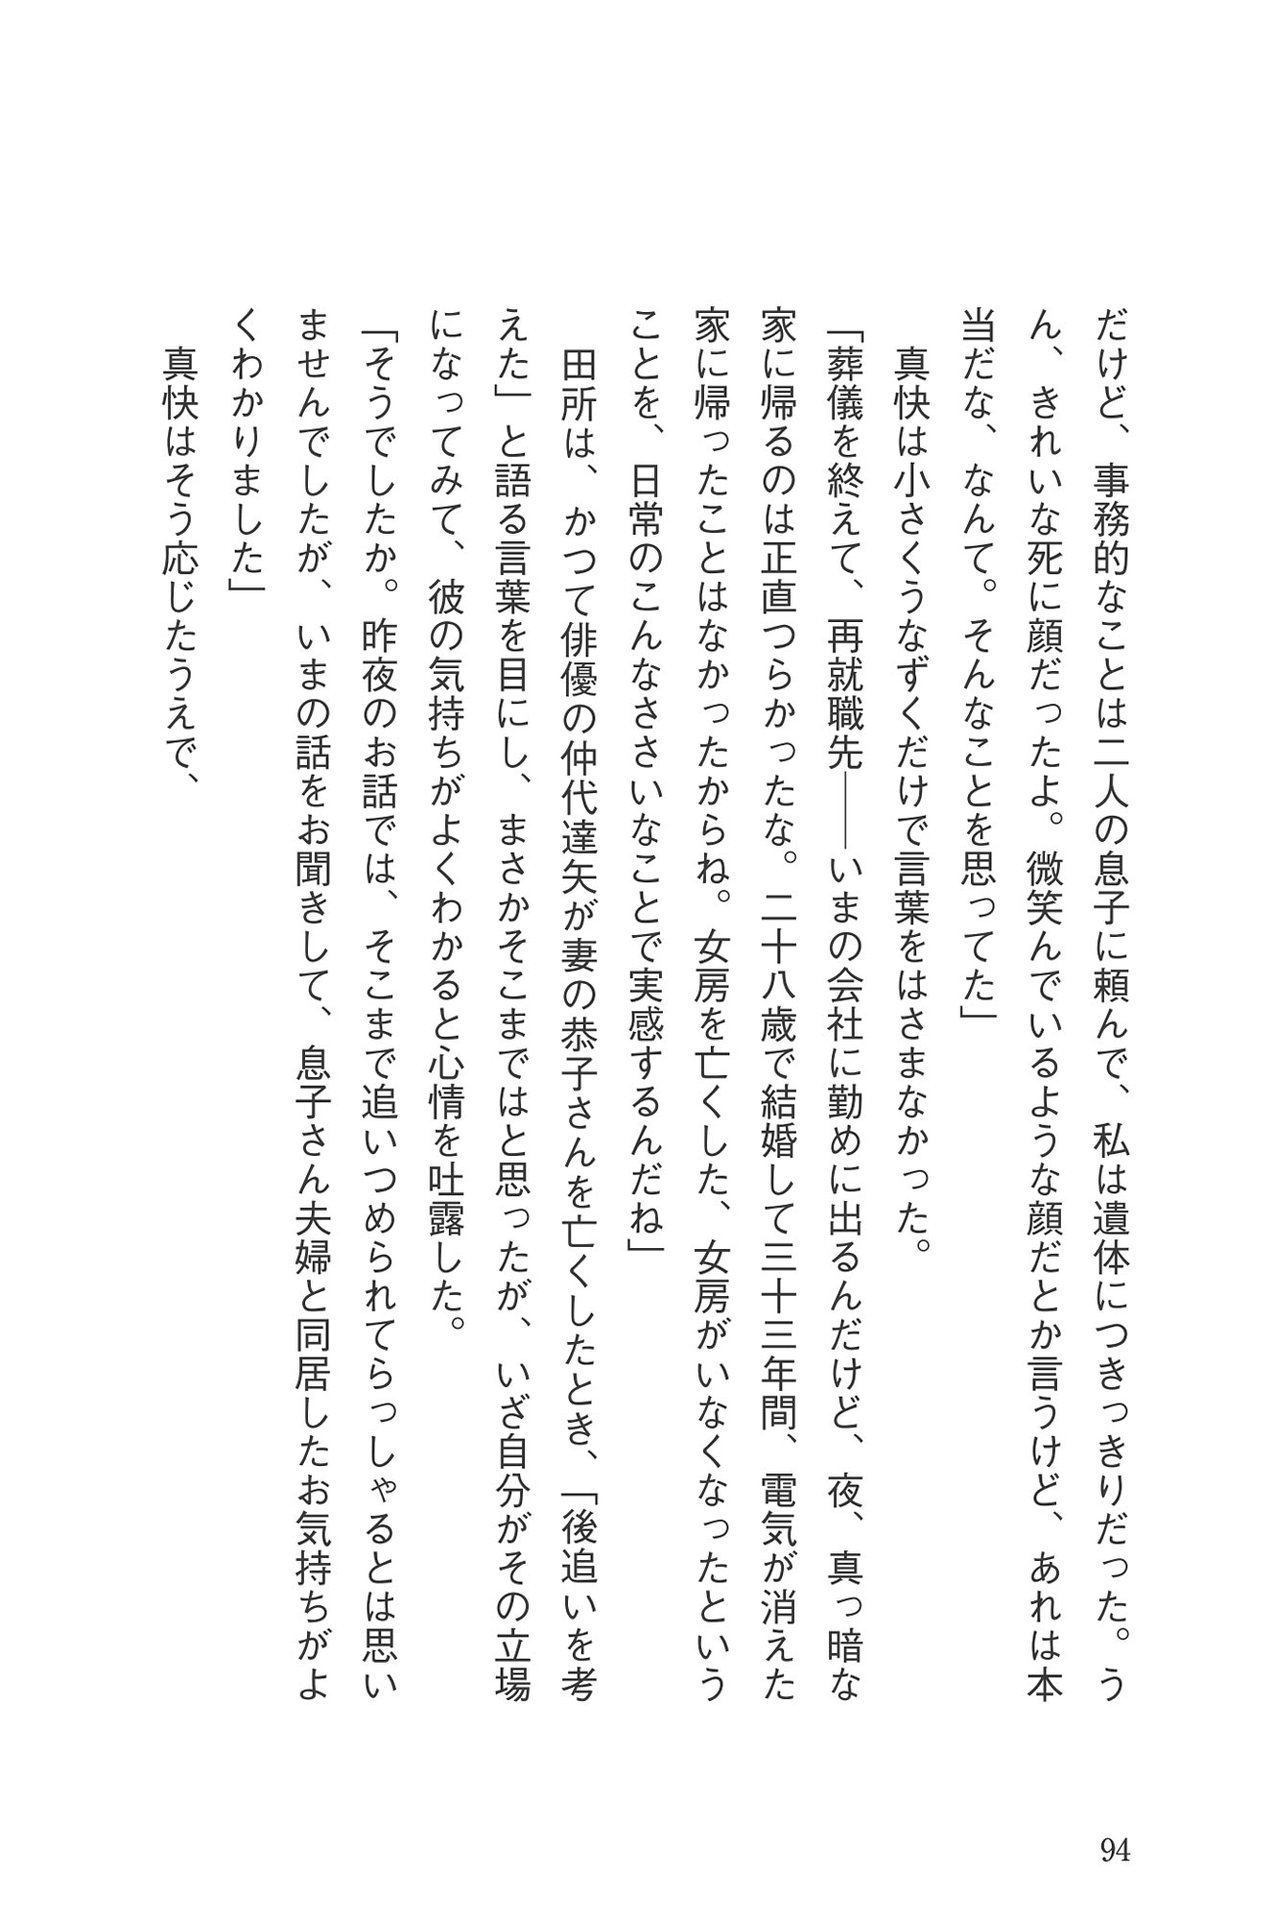 だけど、事務的なことは二人の息子に頼んで、私は遺体につきっきりだった。う
ん、きれいな死に顔だったよ。微笑んでいるような顔だとか言うけど、あれは本
当だな、なんて。そんなことを思ってた」
真快は小さくうなずくだけで言葉をはさまなかった。
「葬儀を終えて、再就職先——いまの会社に勤めに出るんだけど、夜、真っ暗な
家に帰るのは正直つらかったな。二十八歳で結婚して三十三年間、電気が消えた
家に帰ったことはなかったからね。女房を亡くした、女房がいなくなったという
ことを、日常のこんなささいなことで実感するんだね」
田所は、かつて俳優の仲代達矢が妻の恭子さんを亡くしたとき、「後追いを考
えた」と語る言葉を目にし、まさかそこまではと思ったが、いざ自分がその立場
になってみて、彼の気持ちがよくわかると心情を吐露した。
「そうでしたか。昨夜のお話では、そこまで追いつめられてらっしゃるとは思い
ませんでしたが、いまの話をお聞きして、息子さん夫婦と同居したお気持ちがよ
くわかりました」
真快はそう応じたうえで、
94